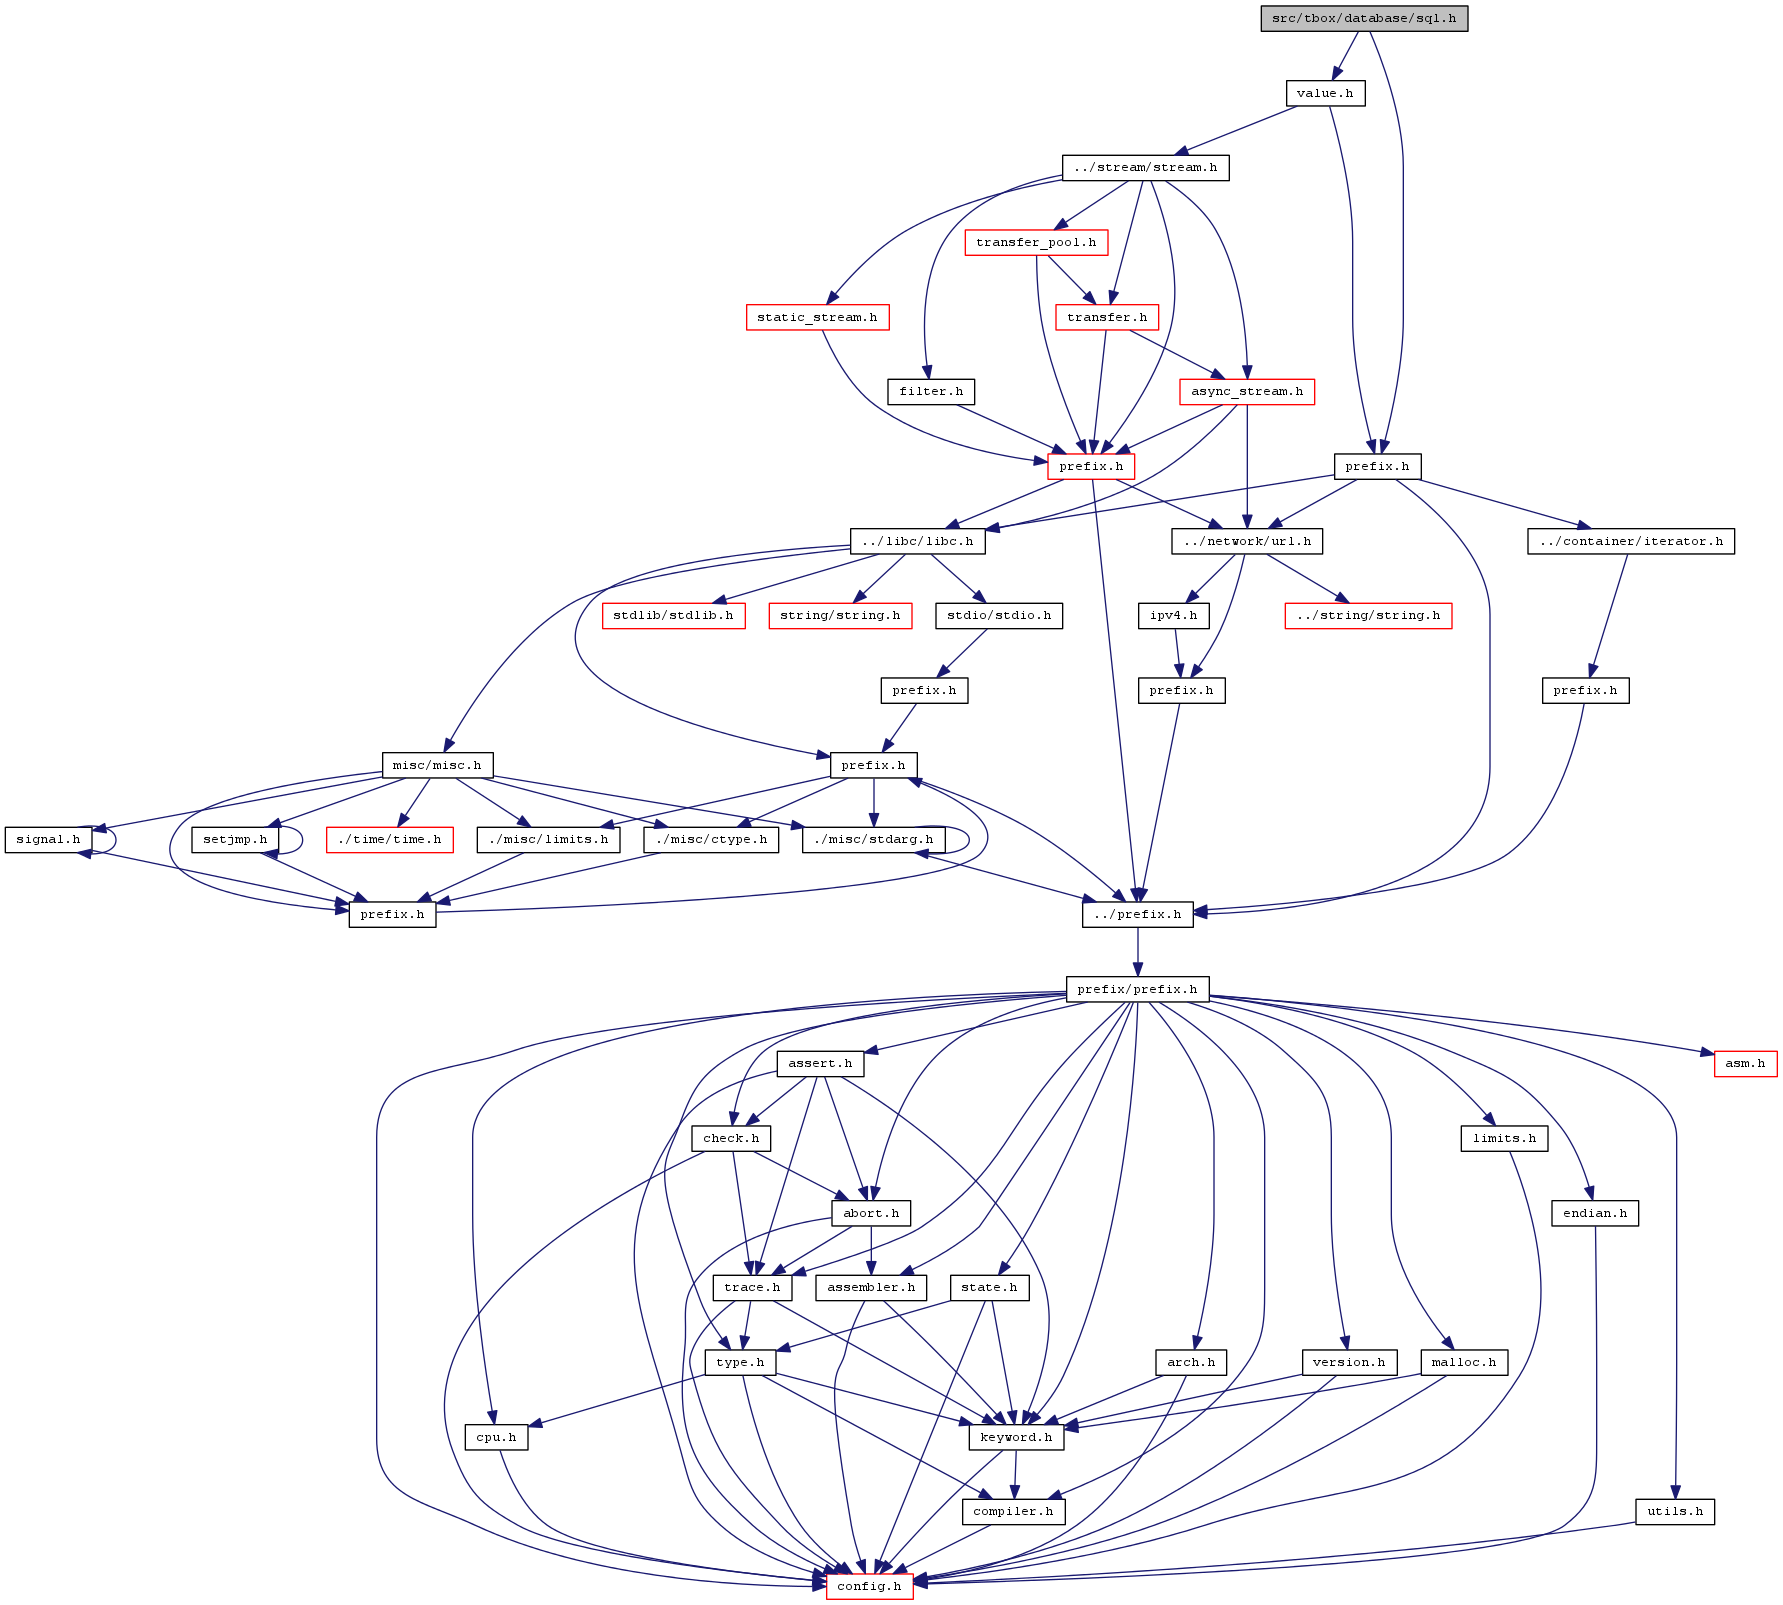 src/tbox/database/sql.h
value.h
../stream/stream.h
transfer_pool.h
static_stream.h
transfer.h
filter.h
async_stream.h
prefix.h
prefix.h
../libc/libc.h
../network/url.h
../container/iterator.h
stdlib/stdlib.h
string/string.h
stdio/stdio.h
ipv4.h
../string/string.h
prefix.h
prefix.h
prefix.h
misc/misc.h
prefix.h
signal.h
setjmp.h
./time/time.h
./misc/limits.h
./misc/ctype.h
./misc/stdarg.h
prefix.h
../prefix.h
prefix/prefix.h
assert.h
asm.h
check.h
limits.h
abort.h
endian.h
trace.h
assembler.h
state.h
type.h
arch.h
version.h
malloc.h
cpu.h
keyword.h
compiler.h
utils.h
config.h